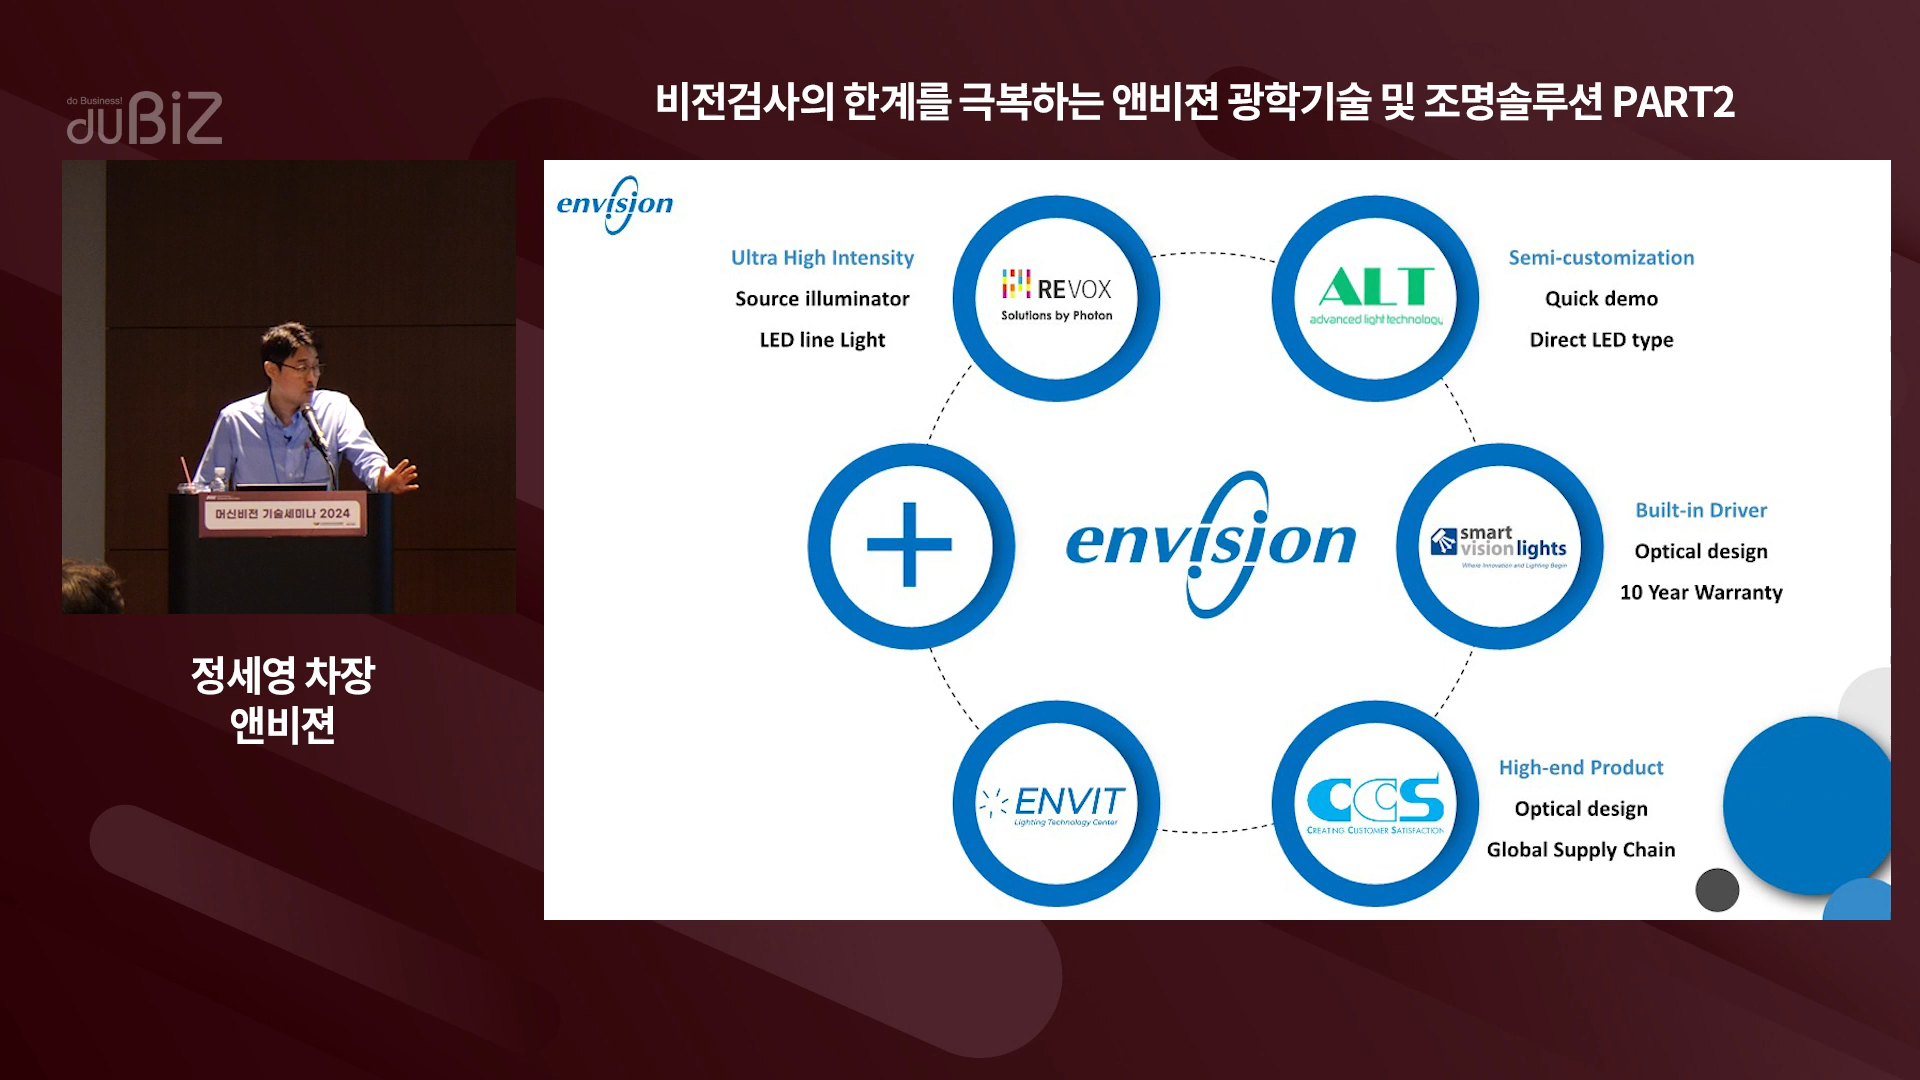 do Business!
duBiZ
비전검사의 한계를 극복하는 앤비젼 광학기술 및 조명솔루션 PART2
머신비전 기술세미나 2024
정세영 차장
앤비젼
envision
Ultra High Intensity
Source illuminator
LED line Light
REVOX
Solutions by Photon
ALT
advanced light technology
Semi-customization
Quick demo
Direct LED type
+
envision
smart
vision lights
Where Innovation and Lighting Begin
Built-in Driver
Optical design
10 Year Warranty
ENVIT
Lighting Technology Center
CCS
CREATING CUSTOMER SATISFACTION
High-end Product
Optical design
Global Supply Chain